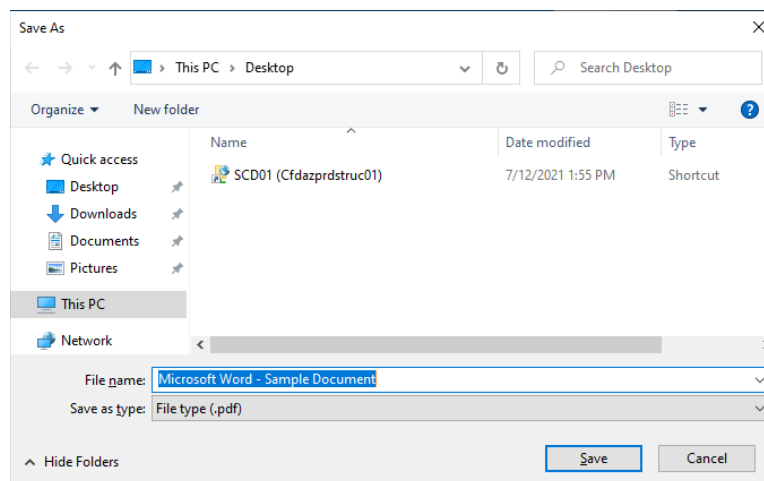 Save As
This PC > Desktop
Search Desktop
Organize
New folder
?
Name
Date modified
Type
Quick access
Desktop
Downloads
Documents
Pictures
This PC
Network
SCD01 (Cfdazprdstruc01)
7/12/2021 1:55 PM
Shortcut
File name:
Microsoft Word - Sample Document
Save as type:
File type (.pdf)
Hide Folders
Save
Cancel